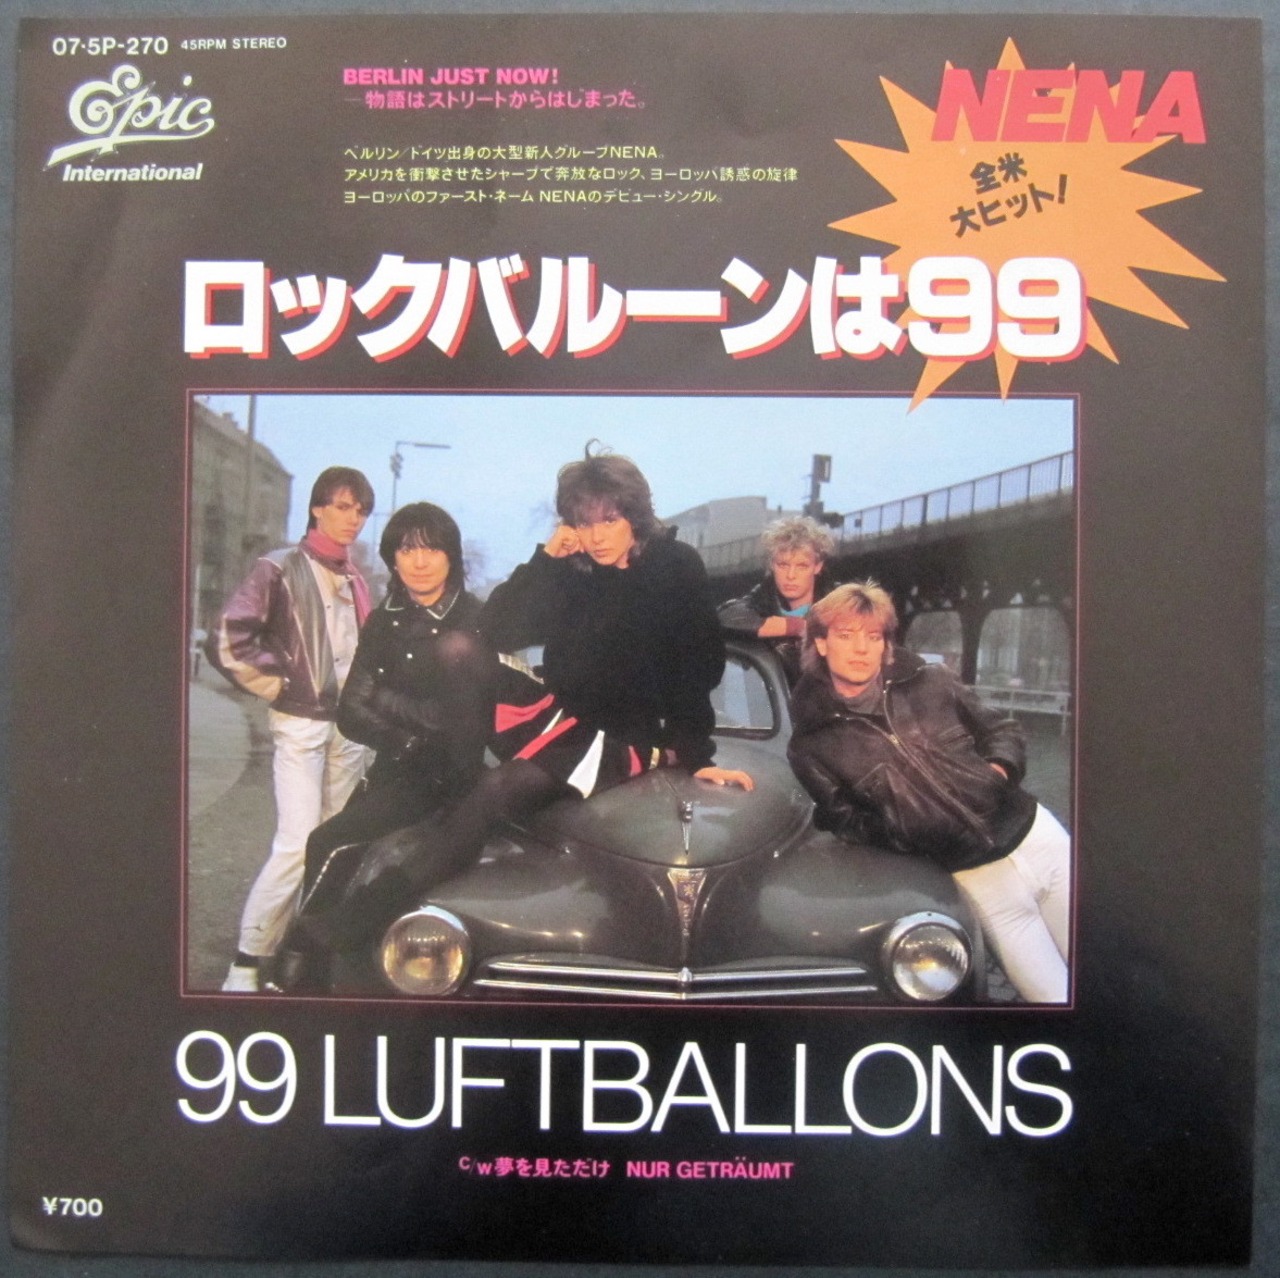 07·5P-270 45RPM STEREO
Epic
International
BERLIN JUST NOW!
—物語はストリートからはじまった。
ベルリン/ドイツ出身の大型新人グループNENA。
アメリカを衝撃させたシャープで奔放なロック、ヨーロッパ誘惑の旋律
ヨーロッパのファースト・ネーム NENAのデビュー・シングル。
NENA
全米
大ヒット!
ロックバルーンは99
99 LUFTBALLONS
c/w夢を見ただけ NUR GETRÄUMT
¥700